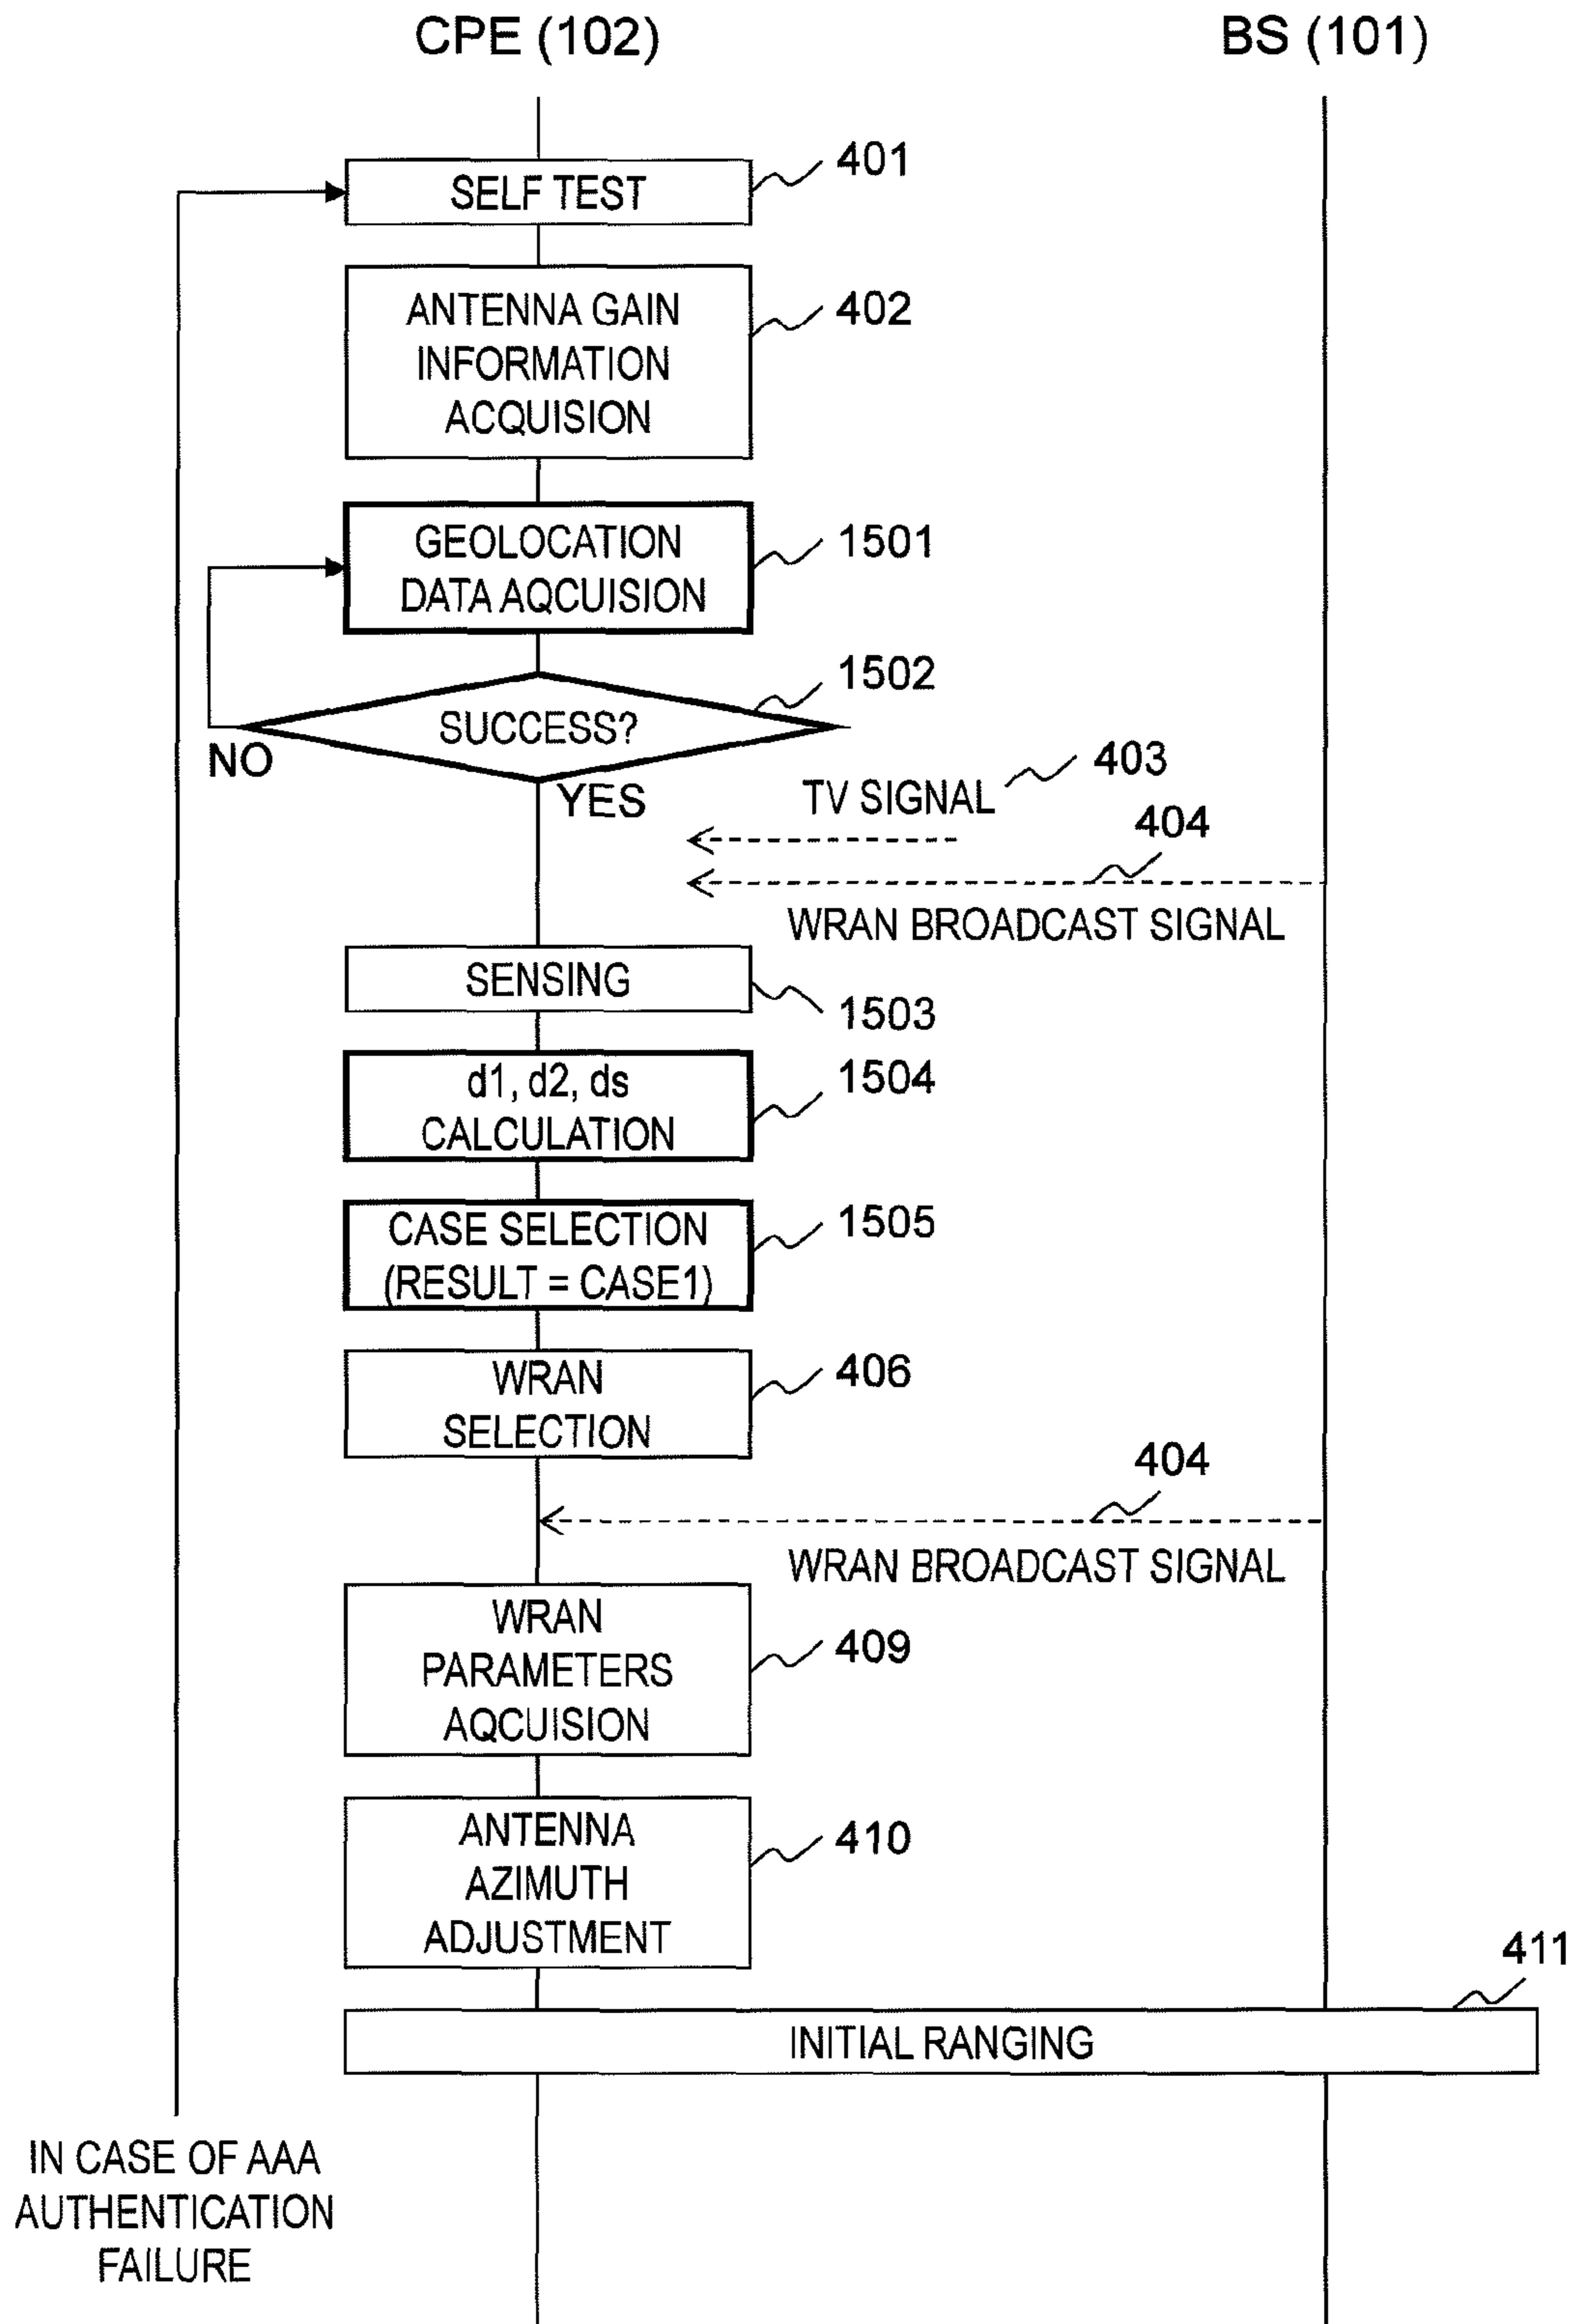 CPE (102)
BS (101)
401
SELF TEST
402
ANTENNA GAIN
INFORMATION
ACQUISION
1501
GEOLOCATION
DATA AQCUISION
1502
SUCCESS?
NO
YES
403
TV SIGNAL
404
WRAN BROADCAST SIGNAL
SENSING
1503
d1, d2, ds
CALCULATION
1504
CASE SELECTION
(RESULT = CASE1)
1505
WRAN
SELECTION
406
404
WRAN BROADCAST SIGNAL
WRAN
PARAMETERS
AQCUISION
409
ANTENNA
AZIMUTH
ADJUSTMENT
410
411
INITIAL RANGING
IN CASE OF AAA
AUTHENTICATION
FAILURE